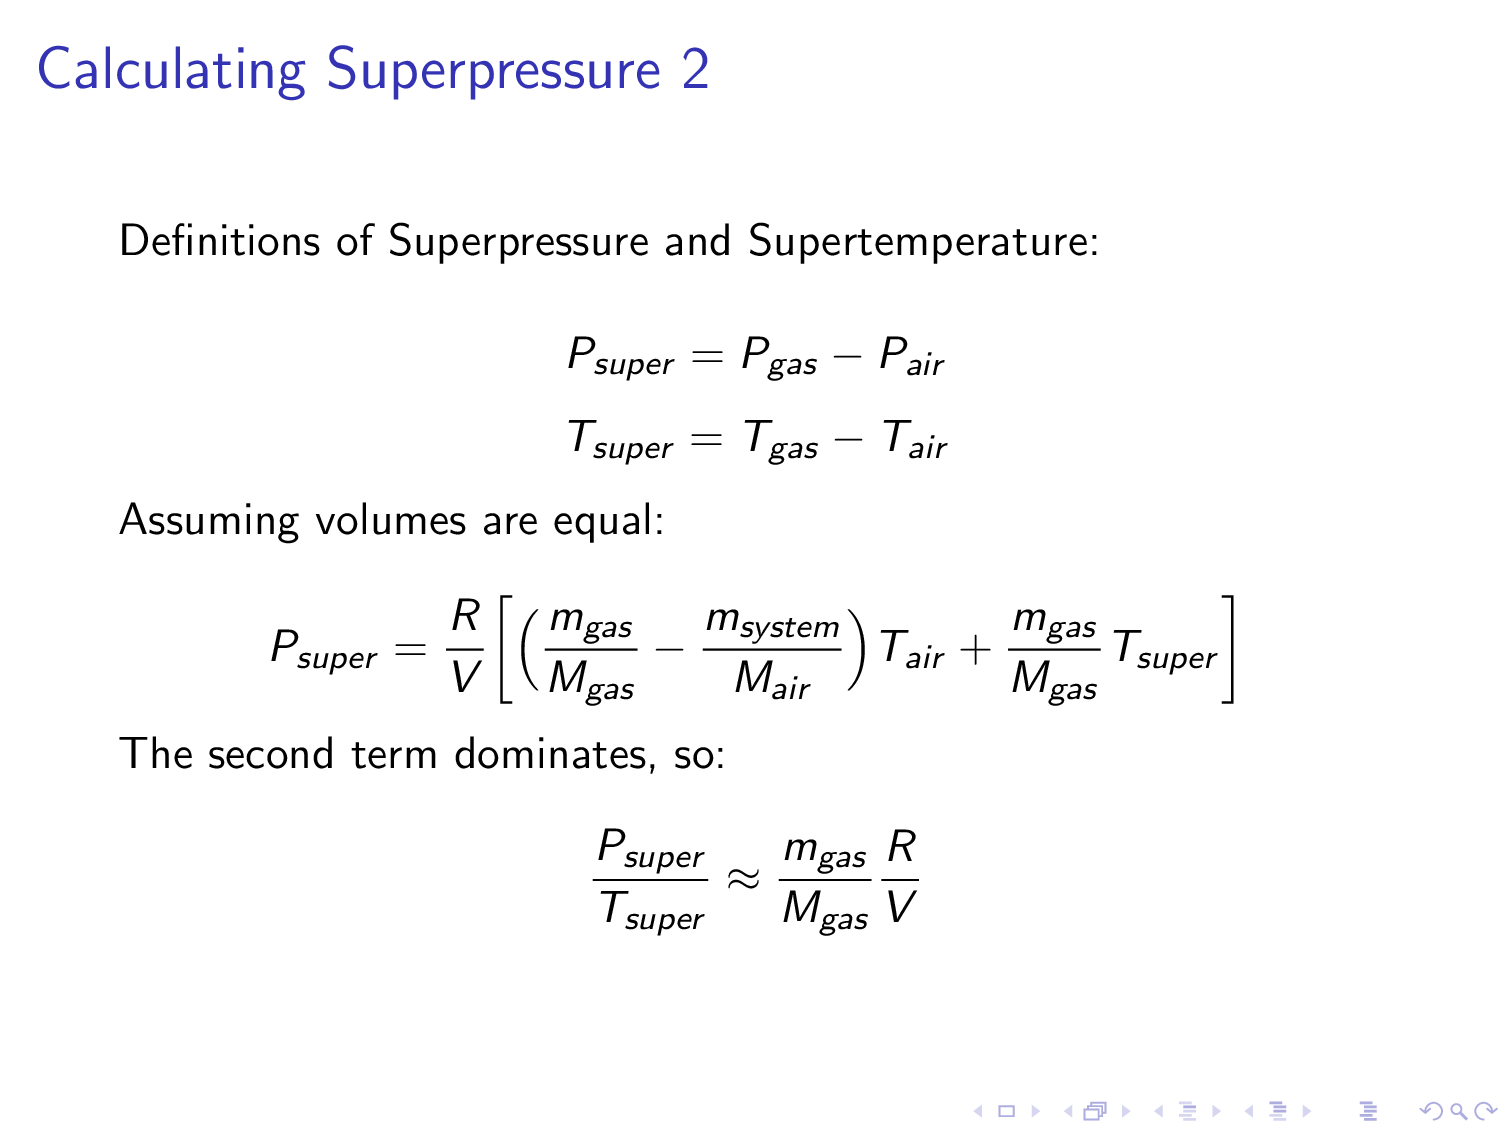 Calculating Superpressure 2
Definitions of Superpressure and Supertemperature:
P_{super} = P_{gas} − P_{air}
T_{super} = T_{gas} − T_{air}
Assuming volumes are equal:
P_{super} = \frac{R}{V} \left[ \left( \frac{m_{gas}}{M_{gas}} − \frac{m_{system}}{M_{air}} \right) T_{air} + \frac{m_{gas}}{M_{gas}} T_{super} \right]
The second term dominates, so:
\frac{P_{super}}{T_{super}} ≈ \frac{m_{gas}}{M_{gas}} \frac{R}{V}